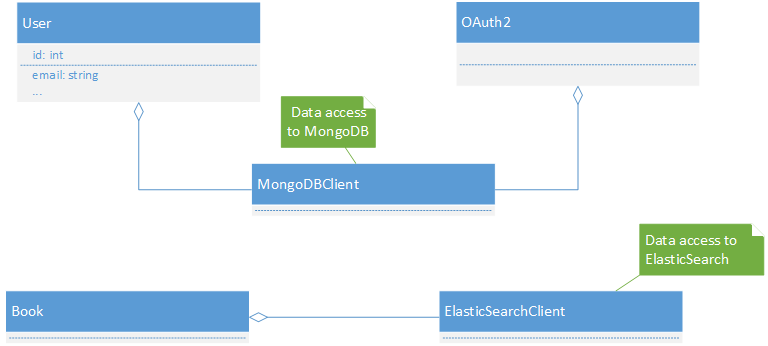 User
id: int
email: string
...
OAuth2
Data access
to MongoDB
MongoDBClient
Data access to
ElasticSearch
Book
ElasticSearchClient